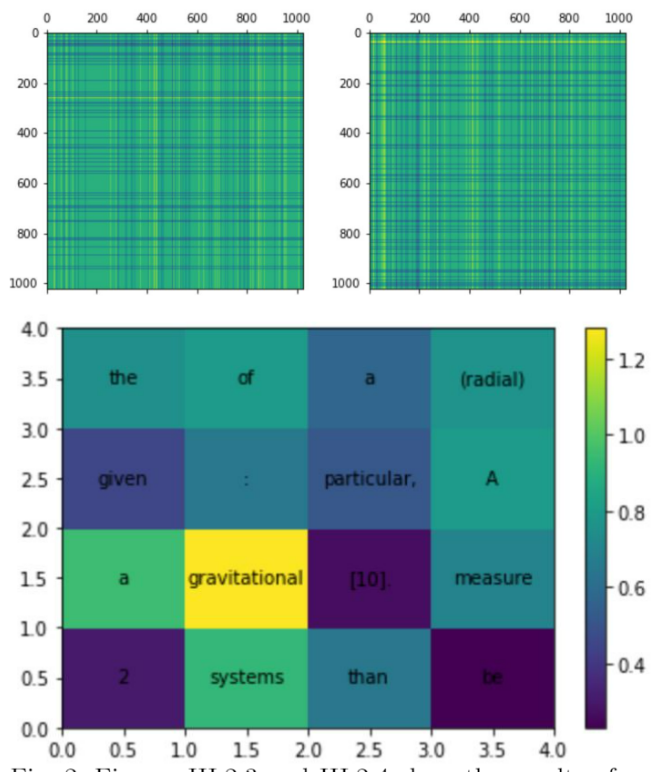 0 200 400 600 800 1000 0 200 400 600 800 1000
0 0
200 200
400 400
600 600
800 800
1000 1000
4.0
3.5 the of a (radial)
3.0
2.5 given : particular, A
2.0
1.5 a gravitational [10]. measure
1.0
0.5 2 systems than be
0.0
0.0 0.5 1.0 1.5 2.0 2.5 3.0 3.5 4.0
1.2
1.0
0.8
0.6
0.4